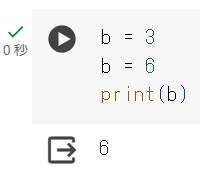 b = 3
0 秒
b = 6
print(b)
6